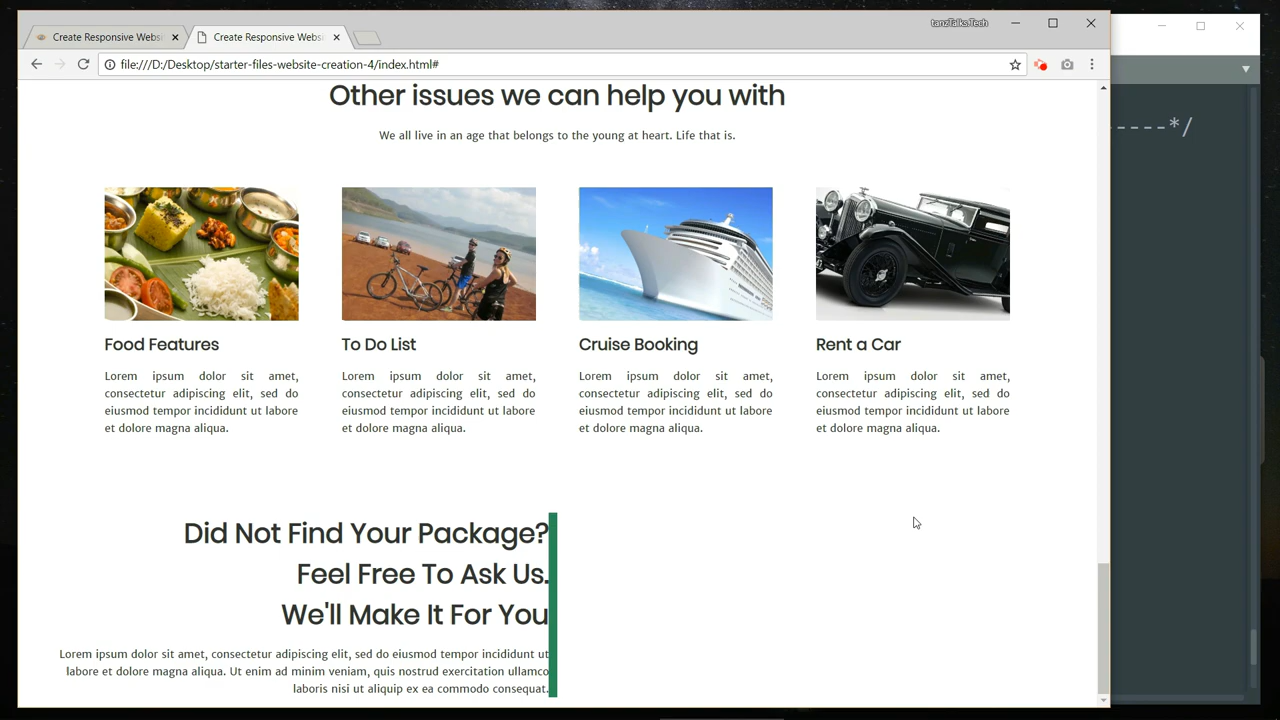 tanzTalks.Tech
Create Responsive Websi
Create Responsive Websi
file:///D:/Desktop/starter-files-website-creation-4/index.html#
Other issues we can help you with
We all live in an age that belongs to the young at heart. Life that is.
-----*/
Food Features
Lorem ipsum dolor sit amet,
consectetur adipiscing elit, sed do
eiusmod tempor incididunt ut labore
et dolore magna aliqua.
To Do List
Lorem ipsum dolor sit amet,
consectetur adipiscing elit, sed do
eiusmod tempor incididunt ut labore
et dolore magna aliqua.
Cruise Booking
Lorem ipsum dolor sit amet,
consectetur adipiscing elit, sed do
eiusmod tempor incididunt ut labore
et dolore magna aliqua.
Rent a Car
Lorem ipsum dolor sit amet,
consectetur adipiscing elit, sed do
eiusmod tempor incididunt ut labore
et dolore magna aliqua.
Did Not Find Your Package?
Feel Free To Ask Us.
We'll Make It For You
Lorem ipsum dolor sit amet, consectetur adipiscing elit, sed do eiusmod tempor incididunt ut
labore et dolore magna aliqua. Ut enim ad minim veniam, quis nostrud exercitation ullamco
laboris nisi ut aliquip ex ea commodo consequat.